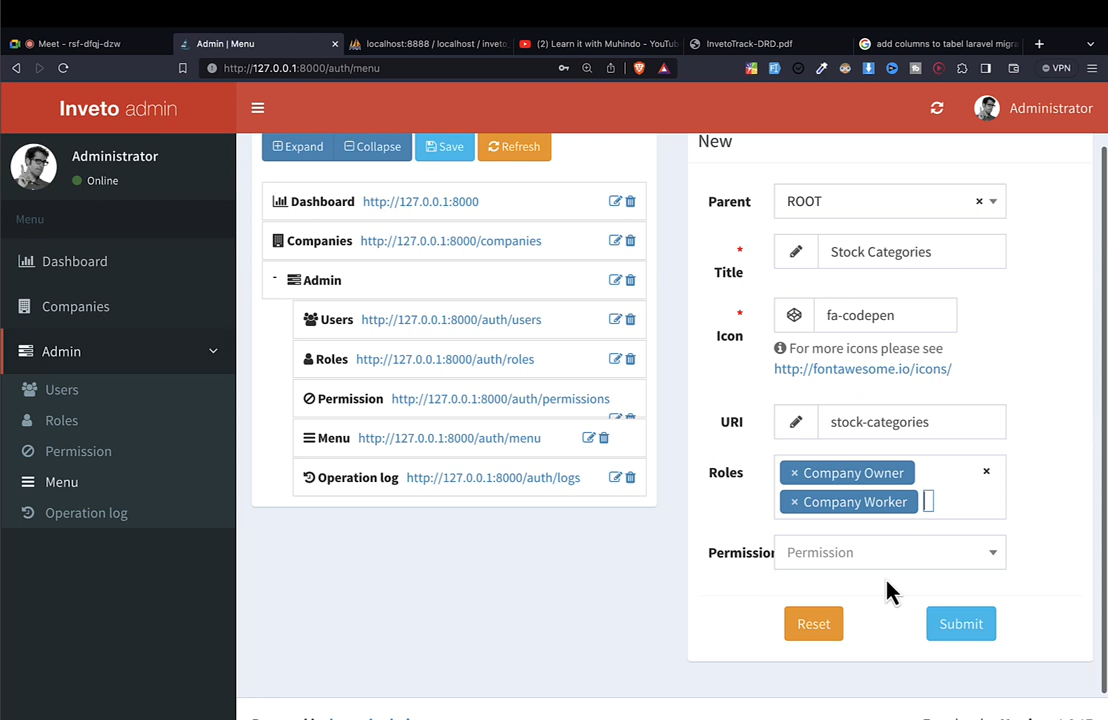 Meet - rsf-dfqj-dzw
Admin | Menu
localhost:8888 / localhost / inveto
(2) Learn it with Muhindo - YouTub
InvetoTrack-DRD.pdf
add columns to tabel laravel migra
http://127.0.0.1:8000/auth/menu
VPN
Inveto admin
Administrator
Administrator
Online
Menu
Dashboard
Companies
Admin
Users
Roles
Permission
Menu
Operation log
Expand
Collapse
Save
Refresh
Dashboard http://127.0.0.1:8000
Companies http://127.0.0.1:8000/companies
- Admin
Users http://127.0.0.1:8000/auth/users
Roles http://127.0.0.1:8000/auth/roles
Permission http://127.0.0.1:8000/auth/permissions
Menu http://127.0.0.1:8000/auth/menu
Operation log http://127.0.0.1:8000/auth/logs
New
Parent
ROOT
×
* Title
Stock Categories
* Icon
fa-codepen
For more icons please see
http://fontawesome.io/icons/
URI
stock-categories
Roles
× Company Owner
×
× Company Worker
Permission
Permission
Reset
Submit